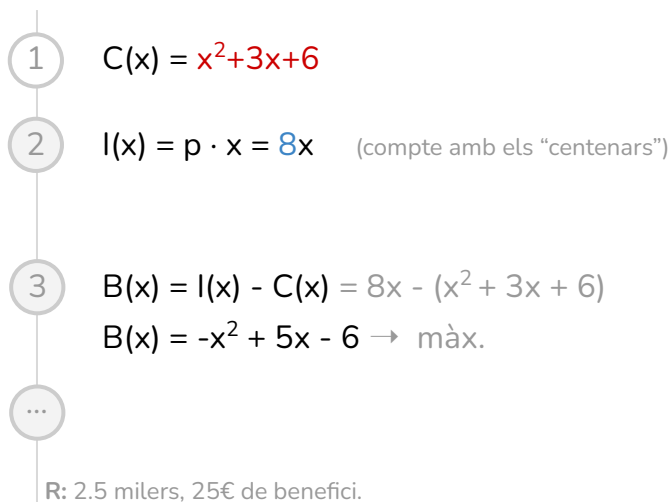 1 C(x) = x²+3x+6
2 I(x) = p · x = 8x (compte amb els “centenars”)
3 B(x) = I(x) - C(x) = 8x - (x² + 3x + 6)
B(x) = -x² + 5x - 6 → màx.
...
R: 2.5 milers, 25€ de benefici.